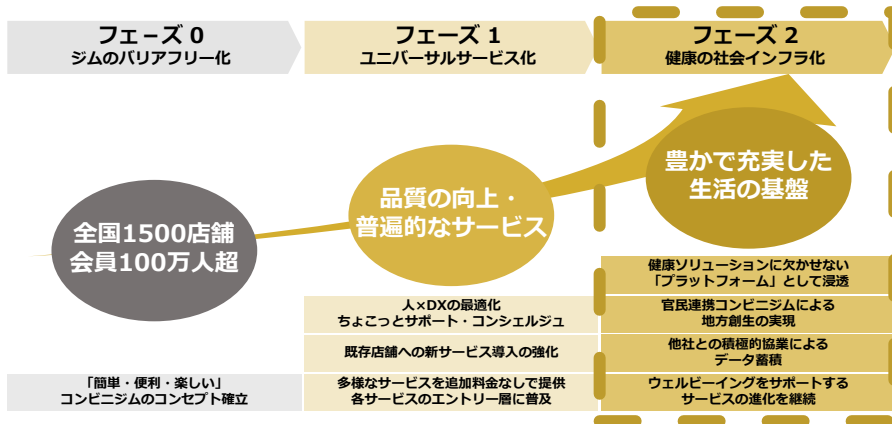 フェーズ 0
ジムのバリアフリー化
フェーズ 1
ユニバーサルサービス化
フェーズ 2
健康の社会インフラ化
全国1500店舗
会員100万人超
品質の向上・
普遍的なサービス
豊かで充実した
生活の基盤
「簡単・便利・楽しい」
コンビニジムのコンセプト確立
人×DXの最適化
ちょこっとサポート・コンシェルジュ
既存店舗への新サービス導入の強化
多様なサービスを追加料金なしで提供
各サービスのエントリー層に普及
健康ソリューションに欠かせない
「プラットフォーム」として浸透
官民連携コンビニジムによる
地方創生の実現
他社との積極的協業による
データ蓄積
ウェルビーイングをサポートする
サービスの進化を継続